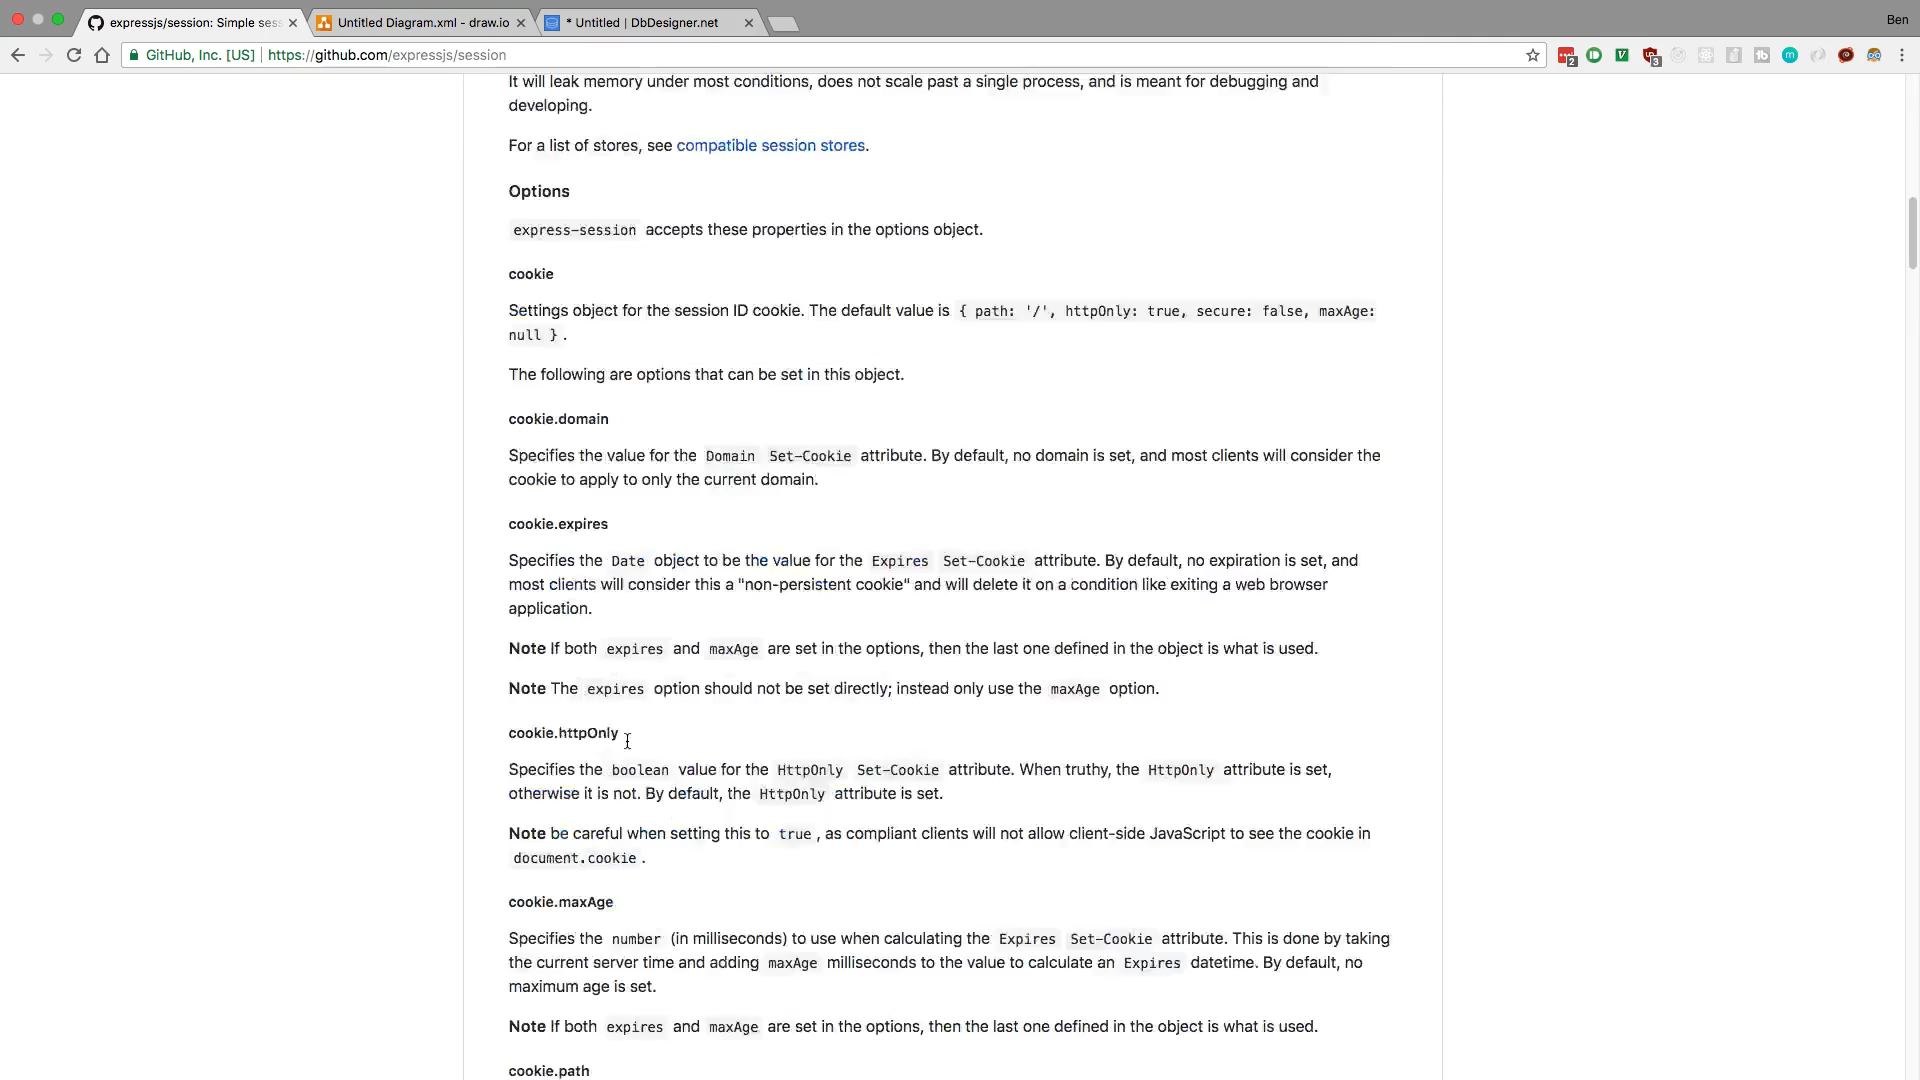 expressjs/session: Simple ses
Untitled Diagram.xml - draw.io
* Untitled | DbDesigner.net
Ben
GitHub, Inc. [US] | https://github.com/expressjs/session
2
3
It will leak memory under most conditions, does not scale past a single process, and is meant for debugging and
developing.
For a list of stores, see compatible session stores.
Options
express-session accepts these properties in the options object.
cookie
Settings object for the session ID cookie. The default value is { path: '/', httpOnly: true, secure: false, maxAge:
null }.
The following are options that can be set in this object.
cookie.domain
Specifies the value for the Domain Set-Cookie attribute. By default, no domain is set, and most clients will consider the
cookie to apply to only the current domain.
cookie.expires
Specifies the Date object to be the value for the Expires Set-Cookie attribute. By default, no expiration is set, and
most clients will consider this a "non-persistent cookie" and will delete it on a condition like exiting a web browser
application.
Note If both expires and maxAge are set in the options, then the last one defined in the object is what is used.
Note The expires option should not be set directly; instead only use the maxAge option.
cookie.httpOnly
Specifies the boolean value for the HttpOnly Set-Cookie attribute. When truthy, the HttpOnly attribute is set,
otherwise it is not. By default, the HttpOnly attribute is set.
Note be careful when setting this to true, as compliant clients will not allow client-side JavaScript to see the cookie in
document.cookie.
cookie.maxAge
Specifies the number (in milliseconds) to use when calculating the Expires Set-Cookie attribute. This is done by taking
the current server time and adding maxAge milliseconds to the value to calculate an Expires datetime. By default, no
maximum age is set.
Note If both expires and maxAge are set in the options, then the last one defined in the object is what is used.
cookie.path